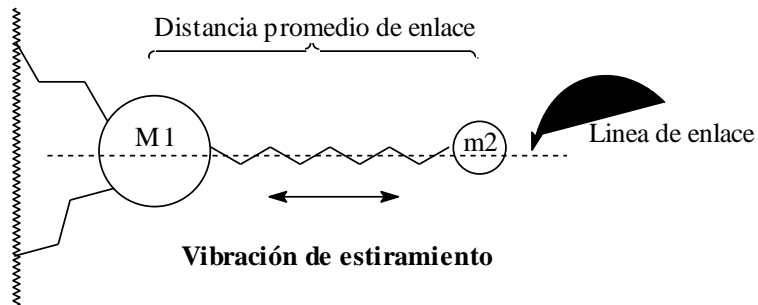 Distancia promedio de enlace
M1
m2
Linea de enlace
Vibración de estiramiento